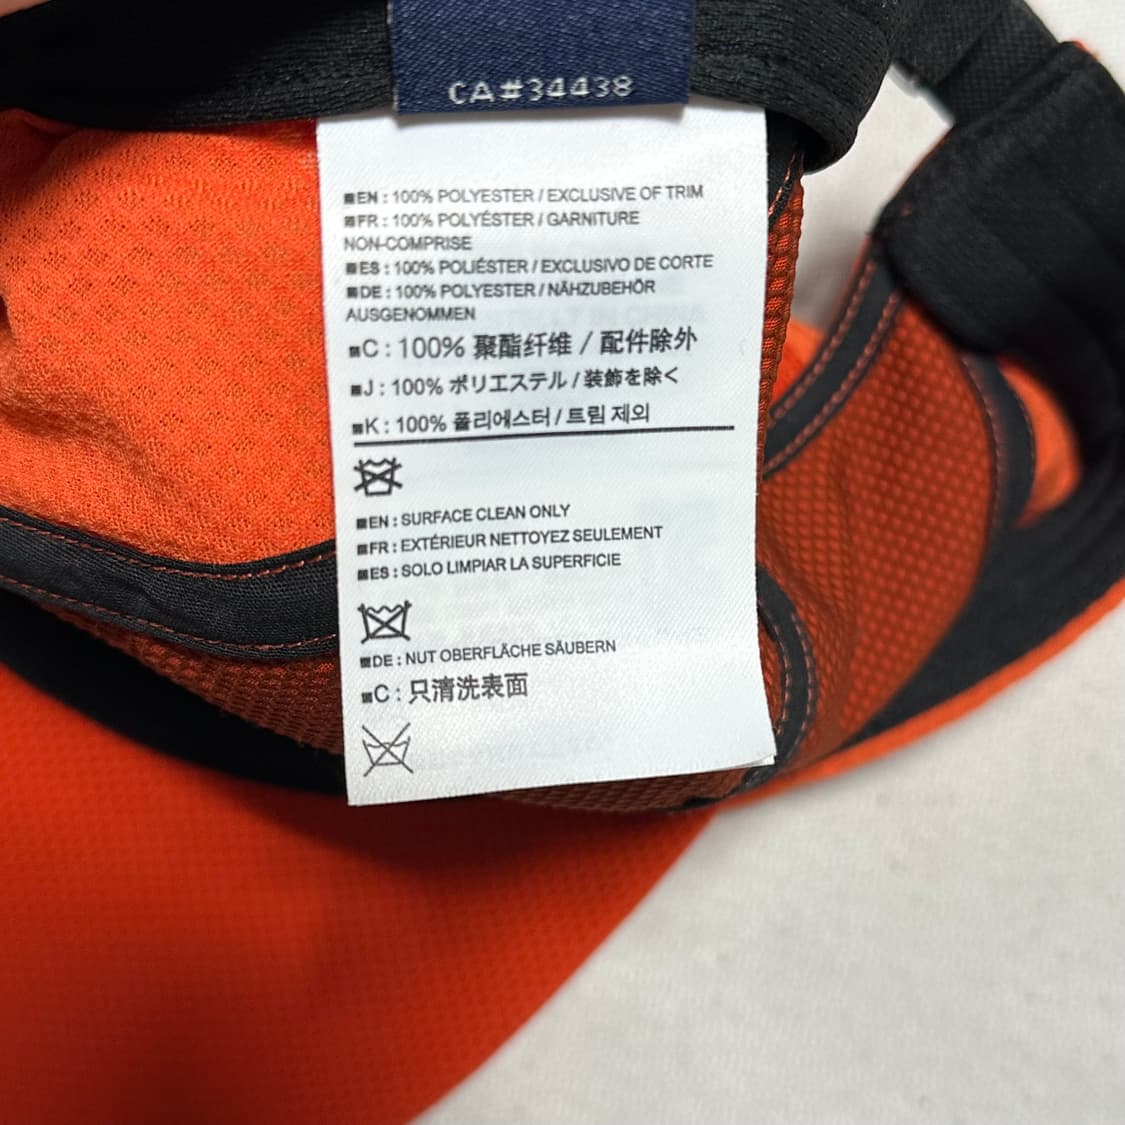 CA#34438
EN : 100% POLYESTER / EXCLUSIVE OF TRIM
FR : 100% POLYÉSTER / GARNITURE
NON-COMPRISE
ES : 100% POLIÉSTER / EXCLUSIVO DE CORTE
DE : 100% POLYESTER / NÄHZUBEHÖR
AUSGENOMMEN
C : 100% 聚酯纤维 / 配件除外
J : 100% ポリエステル / 装飾を除く
K : 100% 폴리에스터 / 트림 제외
EN : SURFACE CLEAN ONLY
FR : EXTÉRIEUR NETTOYEZ SEULEMENT
ES : SOLO LIMPIAR LA SUPERFICIE
DE : NUT OBERFLÄCHE SÄUBERN
C : 只清洗表面